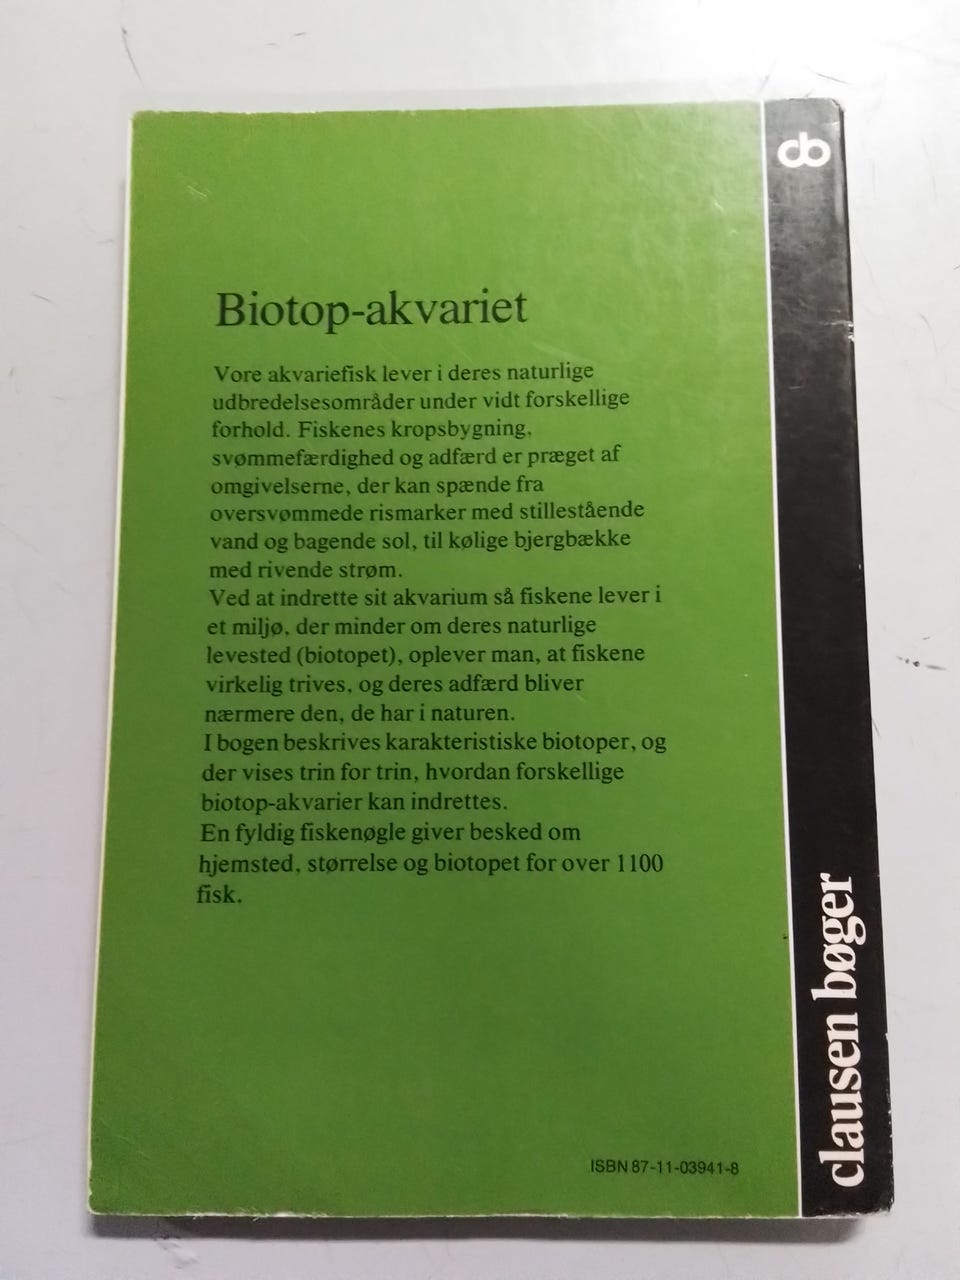 cb
Biotop-akvariet
Vore akvariefisk lever i deres naturlige
udbredelsesområder under vidt forskellige
forhold. Fiskenes kropsbygning,
svømmefærdighed og adfærd er præget af
omgivelserne, der kan spænde fra
oversvømmede rismarker med stillestående
vand og bagende sol, til kølige bjergbække
med rivende strøm.
Ved at indrette sit akvarium så fiskene lever i
et miljø, der minder om deres naturlige
levested (biotopet), oplever man, at fiskene
virkelig trives, og deres adfærd bliver
nærmere den, de har i naturen.
I bogen beskrives karakteristiske biotoper, og
der vises trin for trin, hvordan forskellige
biotop-akvarier kan indrettes.
En fyldig fiskenøgle giver besked om
hjemsted, størrelse og biotopet for over 1100
fisk.
ISBN 87-11-03941-8
clausen bøger